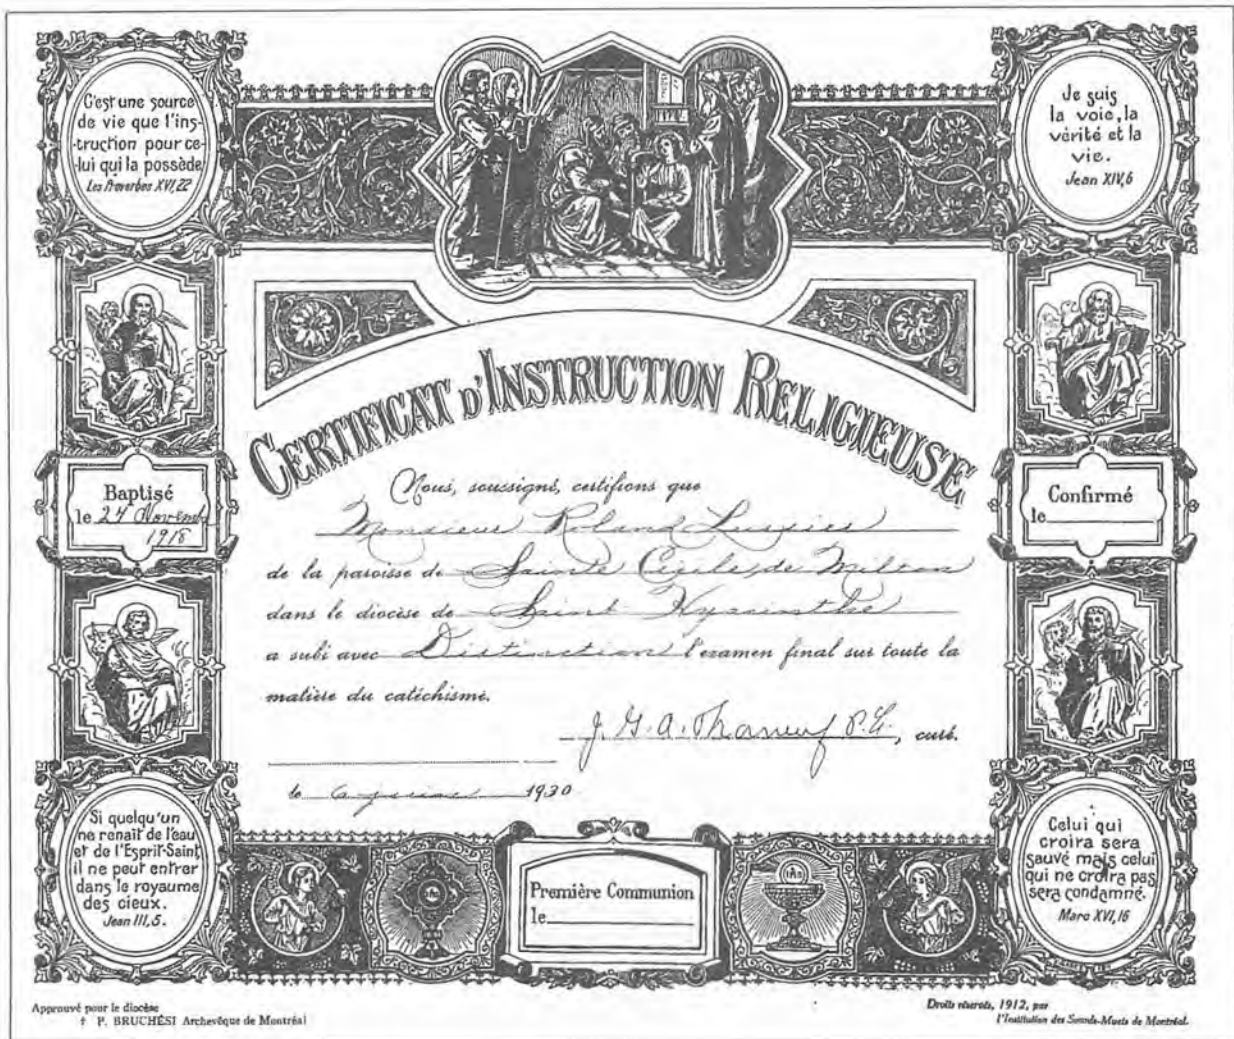 C'est une source
de vie que l'ins-
-truction pour ce-
-lui qui la possède
Les Proverbes XVI,22
Je suis
la voie, la
vérité et la
vie.
Jean XIV,6
CERTIFICAT D'INSTRUCTION RELIGIEUSE
Baptisé
le 24 Novemb
1918
Confirmé
le
Nous, soussigné, certifions que
Monsieur Roland
de la paroisse de Sainte Cécile de Milton
dans le diocèse de Saint Hyacinthe
a subi avec Distinction l'examen final sur toute la
matière du catéchisme.
J. G. A. Phaneuf P. C., curé.
le 6 juin 1930
Si quelqu'un
ne renaît de l'eau
et de l'Esprit-Saint
il ne peut entrer
dans le royaume
des cieux.
Jean III,5.
Première Communion
le
Celui qui
croira sera
sauvé mais celui
qui ne croira pas
sera condamné.
Marc XVI,16
Approuvé pour le diocèse
† P. BRUCHÉSI Archevêque de Montréal
Droits réservés, 1912, par
l'Institution des Sourds-Muets de Montréal.